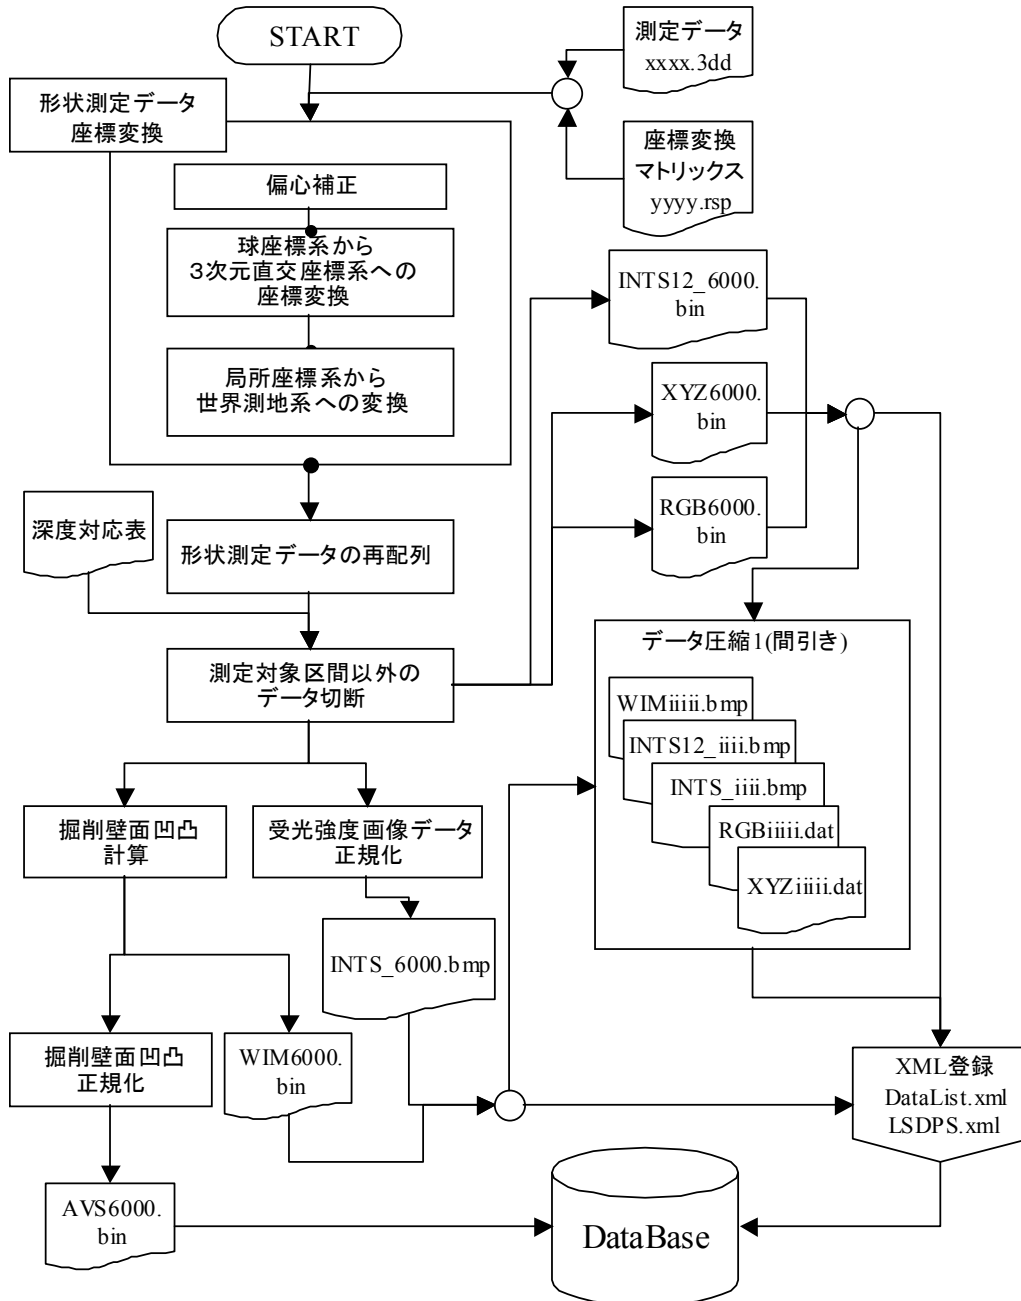 START
測定データ
xxxx.3dd
形状測定データ
座標変換
座標変換
マトリックス
yyyy.rsp
偏心補正
球座標系から
3次元直交座標系への
座標変換
局所座標系から
世界測地系への変換
INTS12_6000.
bin
XYZ6000.
bin
RGB6000.
bin
深度対応表
形状測定データの再配列
測定対象区間以外の
データ切断
データ圧縮1(間引き)
WIMiiiii.bmp
INTS12_iiii.bmp
INTS_iiii.bmp
RGBiiiii.dat
XYZiiiii.dat
掘削壁面凹凸
計算
受光強度画像データ
正規化
INTS_6000.bmp
掘削壁面凹凸
正規化
WIM6000.
bin
XML登録
DataList.xml
LSDPS.xml
AVS6000.
bin
DataBase